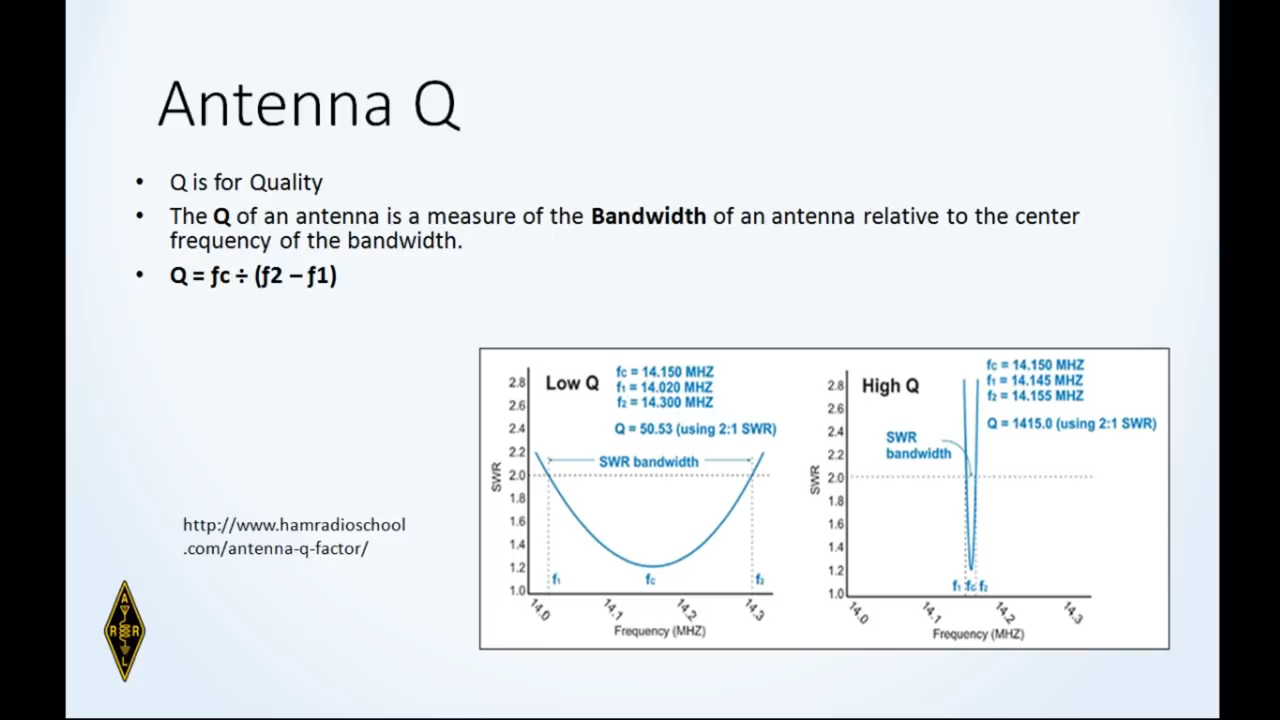 Antenna Q
• Q is for Quality
• The Q of an antenna is a measure of the Bandwidth of an antenna relative to the center
frequency of the bandwidth.
• Q = ƒc ÷ (ƒ2 – ƒ1)
Low Q
fc = 14.150 MHZ
f₁ = 14.020 MHZ
f₂ = 14.300 MHZ
Q = 50.53 (using 2:1 SWR)
SWR bandwidth
SWR
2.8
2.6
2.4
2.2
2.0
1.8
1.6
1.4
1.2
1.0
f₁ fc f₂
14.0 14.1 14.2 14.3
Frequency (MHZ)
High Q
fc = 14.150 MHZ
f₁ = 14.145 MHZ
f₂ = 14.155 MHZ
Q = 1415.0 (using 2:1 SWR)
SWR
bandwidth
SWR
2.8
2.6
2.4
2.2
2.0
1.8
1.6
1.4
1.2
1.0
f₁ fc f₂
14.0 14.1 14.2 14.3
Frequency (MHZ)
http://www.hamradioschool
.com/antenna-q-factor/
A
R R
L